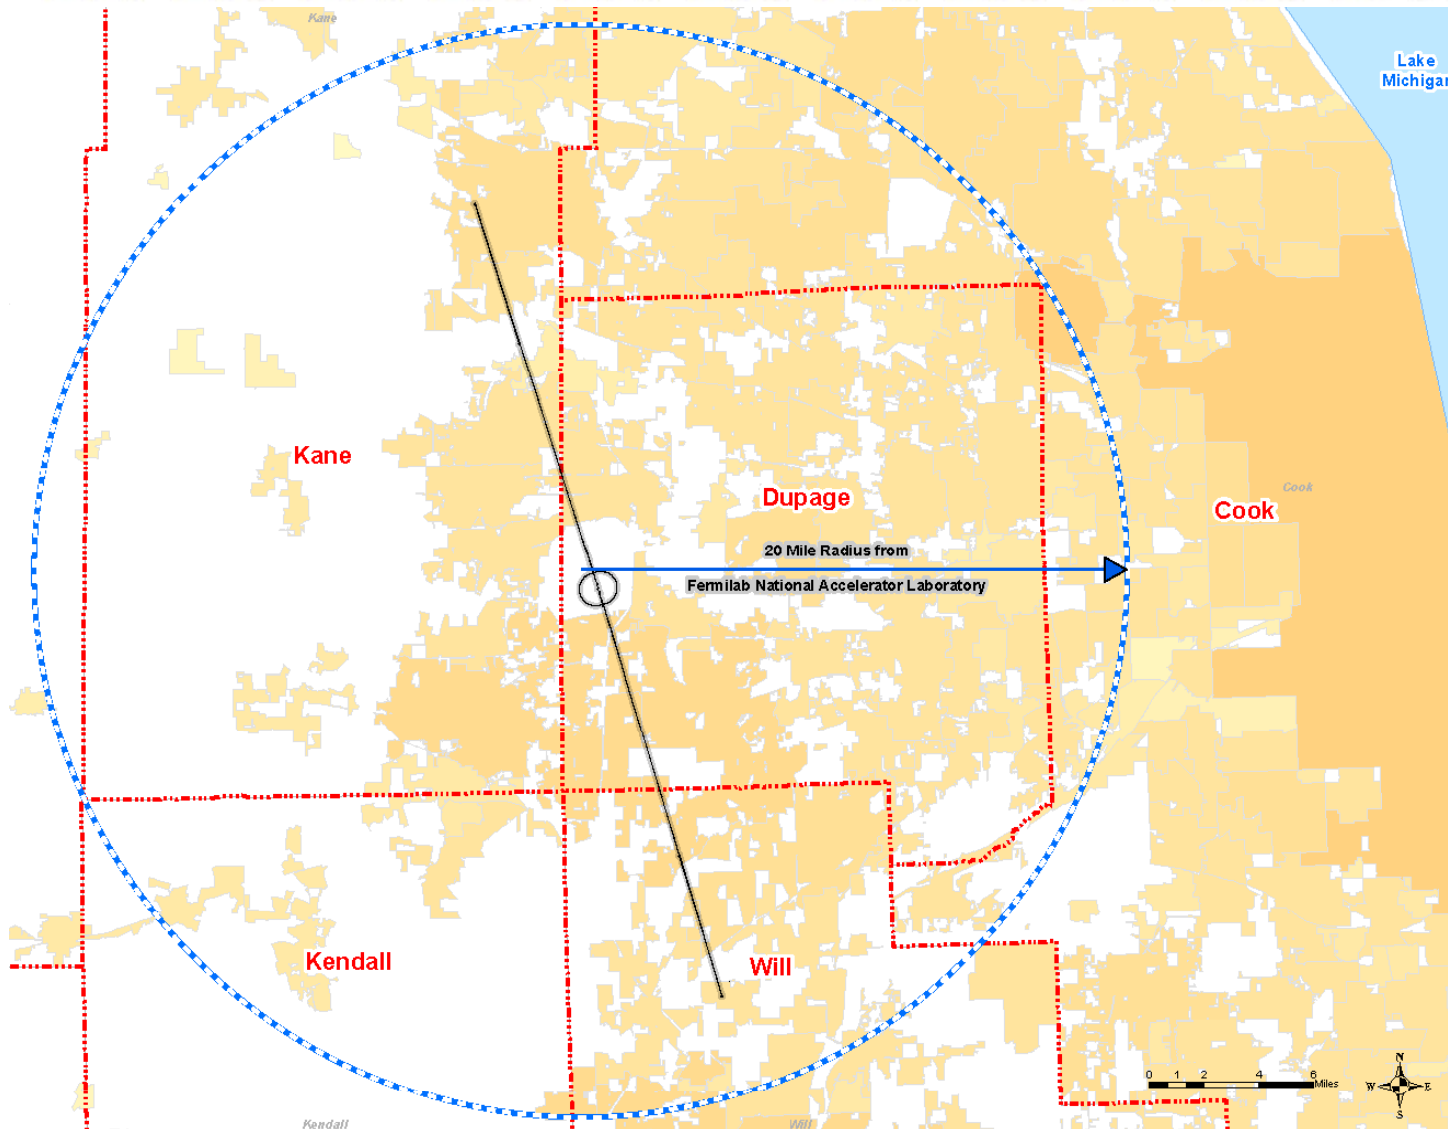 Kane
Lake
Michigan
Kane
Dupage
Cook
Cook
20 Mile Radius from
Fermilab National Accelerator Laboratory
Kendall
Will
N
W E
S
0 1 2 4 6
Miles
Kendall
Will